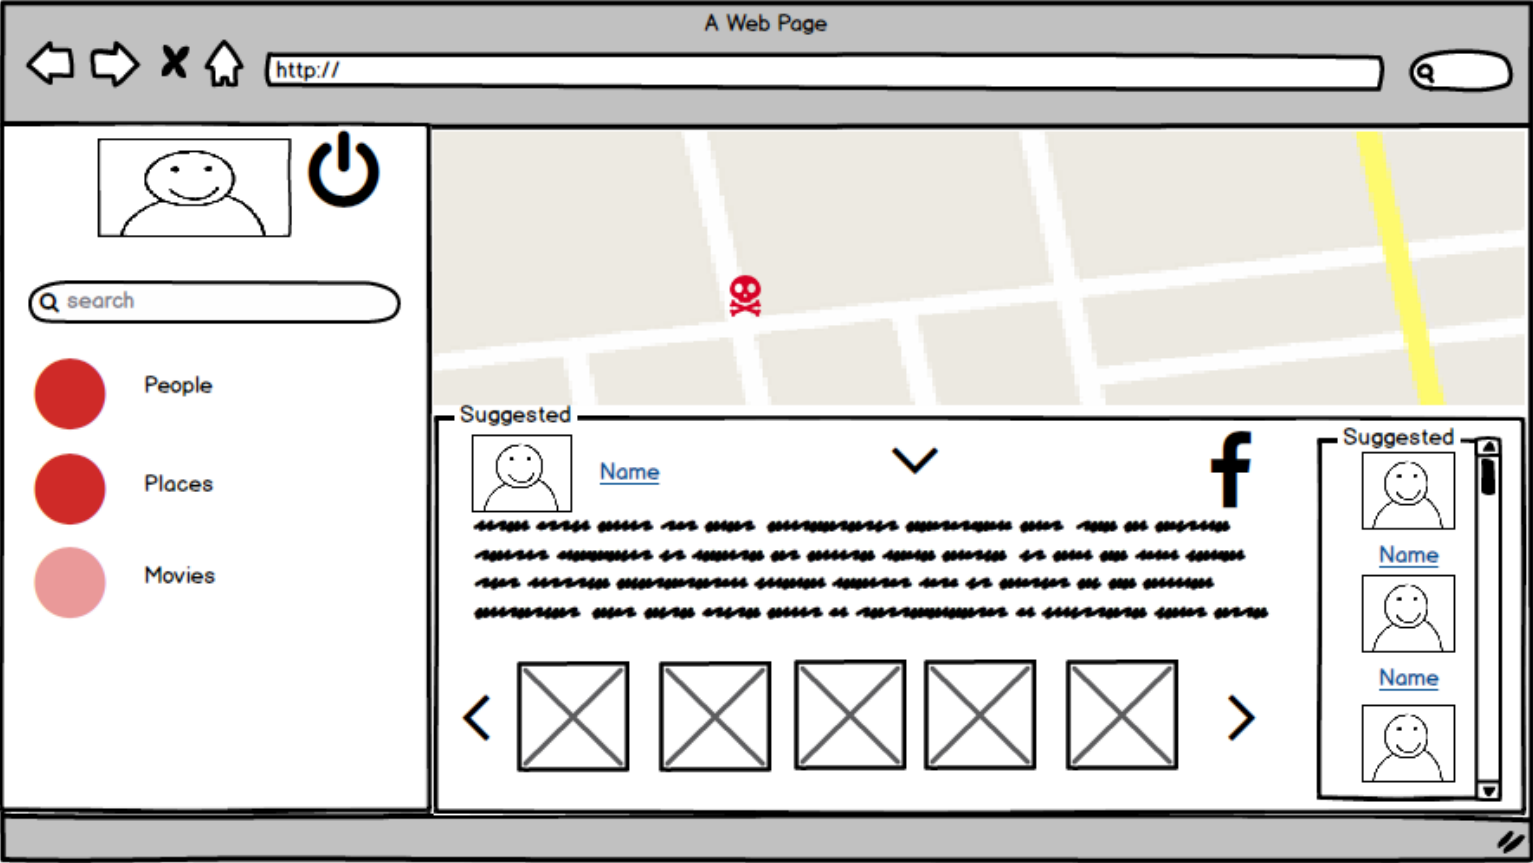 A Web Page
http://
search
People
Places
Movies
Suggested
Name
Suggested
Name
Name